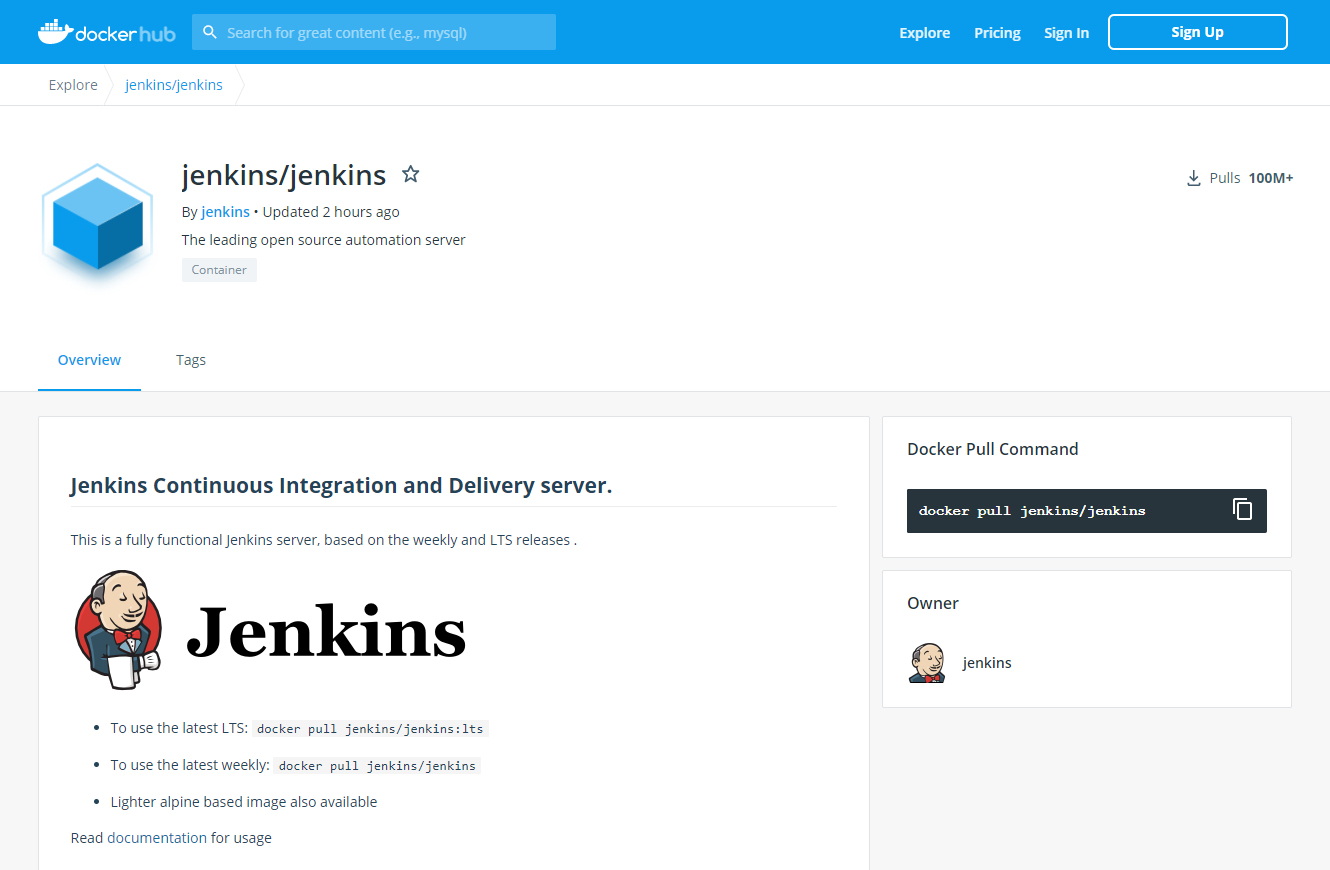 dockerhub
Search for great content (e.g., mysql)
Explore
Pricing
Sign In
Sign Up
Explore
jenkins/jenkins
jenkins/jenkins
Pulls 100M+
By jenkins • Updated 2 hours ago
The leading open source automation server
Container
Overview
Tags
Jenkins Continuous Integration and Delivery server.
This is a fully functional Jenkins server, based on the weekly and LTS releases .
Jenkins
• To use the latest LTS: docker pull jenkins/jenkins:lts
• To use the latest weekly: docker pull jenkins/jenkins
• Lighter alpine based image also available
Read documentation for usage
Docker Pull Command
docker pull jenkins/jenkins
Owner
jenkins